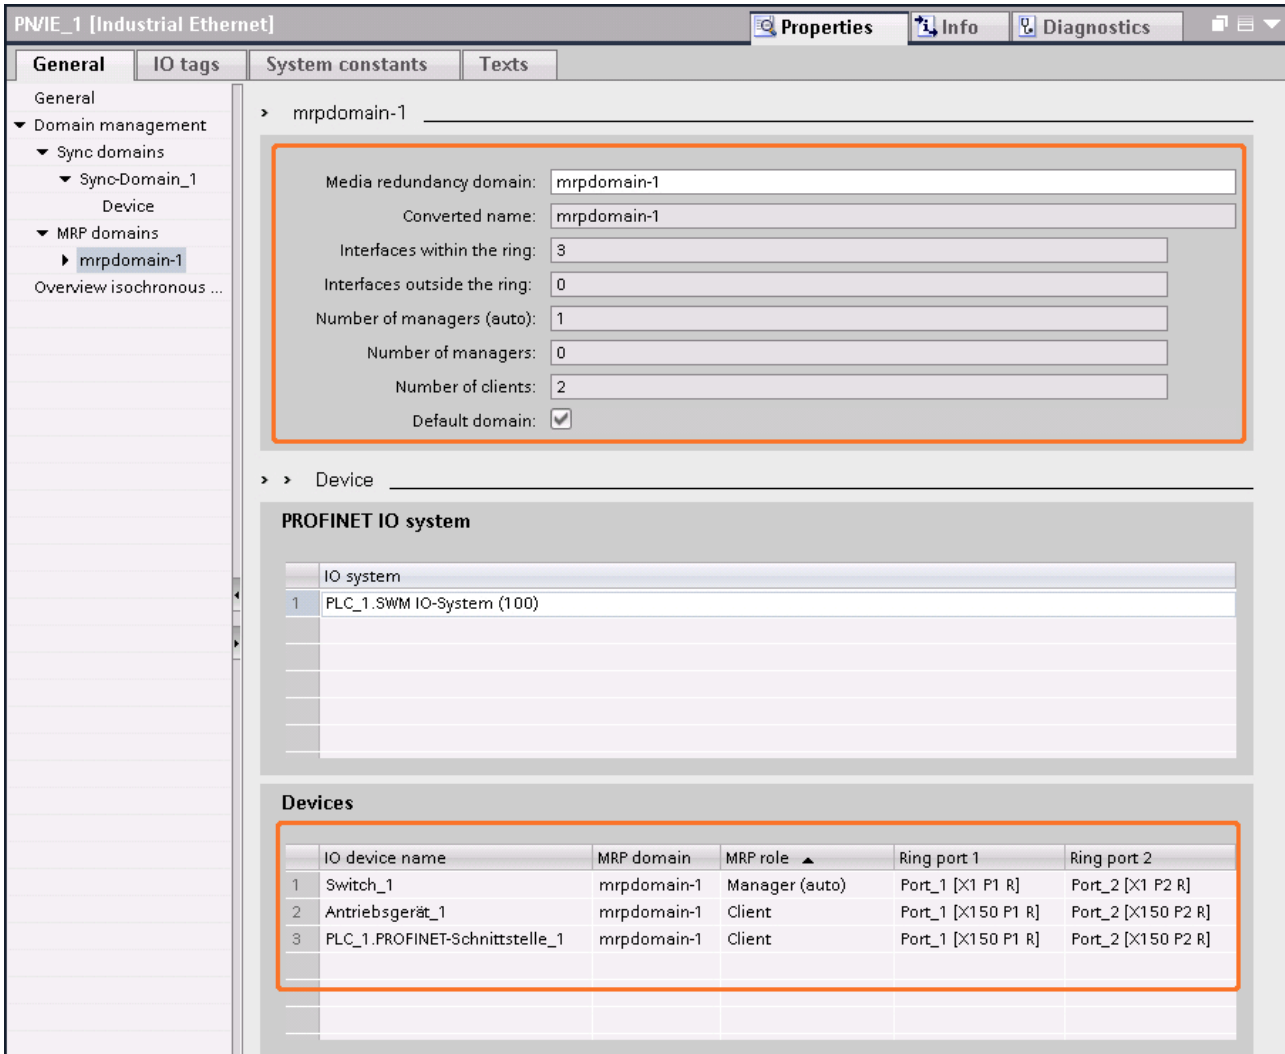 PN/IE_1 [Industrial Ethernet]
Properties
Info
Diagnostics
General
IO tags
System constants
Texts
General
Domain management
Sync domains
Sync-Domain_1
Device
MRP domains
mrpdomain-1
Overview isochronous ...
mrpdomain-1
Media redundancy domain: mrpdomain-1
Converted name: mrpdomain-1
Interfaces within the ring: 3
Interfaces outside the ring: 0
Number of managers (auto): 1
Number of managers: 0
Number of clients: 2
Default domain:
Device
PROFINET IO system
IO system
1 PLC_1.SWM IO-System (100)
Devices
IO device name MRP domain MRP role Ring port 1 Ring port 2
1 Switch_1 mrpdomain-1 Manager (auto) Port_1 [X1 P1 R] Port_2 [X1 P2 R]
2 Antriebsgerät_1 mrpdomain-1 Client Port_1 [X150 P1 R] Port_2 [X150 P2 R]
3 PLC_1.PROFINET-Schnittstelle_1 mrpdomain-1 Client Port_1 [X150 P1 R] Port_2 [X150 P2 R]